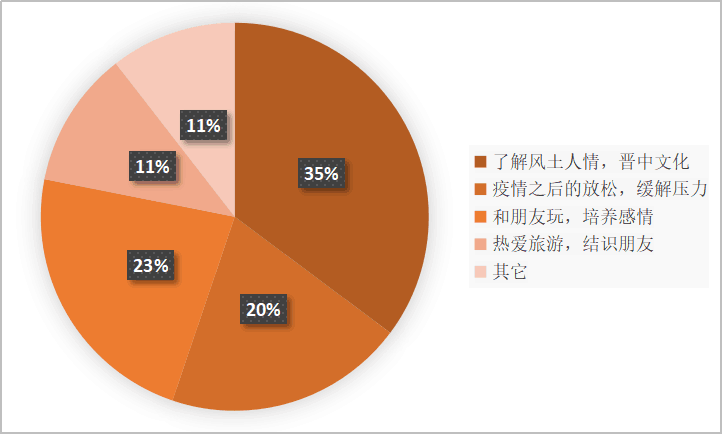 11%
35%
11%
23%
20%
了解风土人情，晋中文化
疫情之后的放松，缓解压力
和朋友玩，培养感情
热爱旅游，结识朋友
其它